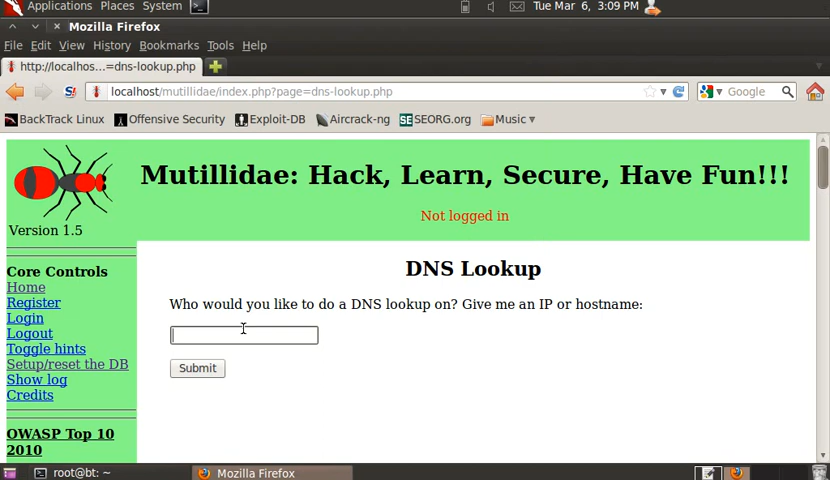 Applications Places System
Tue Mar 6, 3:09 PM
Mozilla Firefox
File Edit View History Bookmarks Tools Help
http://localhos...=dns-lookup.php
localhost/mutillidae/index.php?page=dns-lookup.php
Google
BackTrack Linux Offensive Security Exploit-DB Aircrack-ng SE SEORG.org Music
Mutillidae: Hack, Learn, Secure, Have Fun!!!
Not logged in
Version 1.5
Core Controls
Home
Register
Login
Logout
Toggle hints
Setup/reset the DB
Show log
Credits
OWASP Top 10
2010
DNS Lookup
Who would you like to do a DNS lookup on? Give me an IP or hostname:
Submit
root@bt: ~
Mozilla Firefox